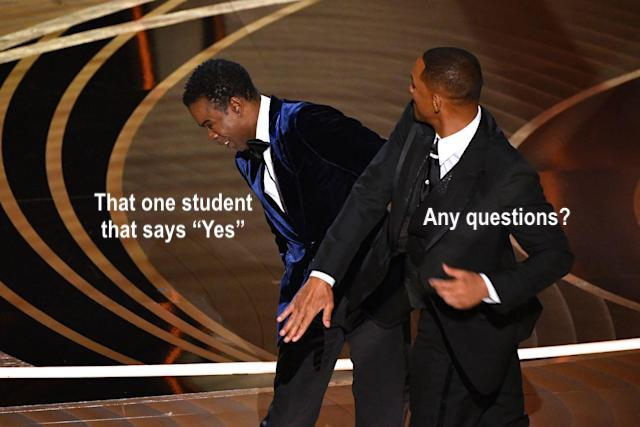 That one student
that says “Yes”
Any questions?